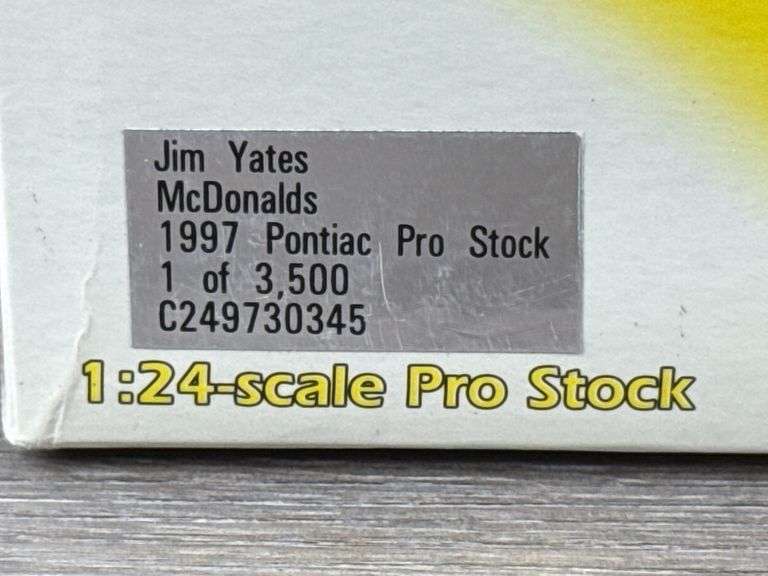 Jim Yates
McDonalds
1997 Pontiac Pro Stock
1 of 3,500
C249730345
1:24-scale Pro Stock